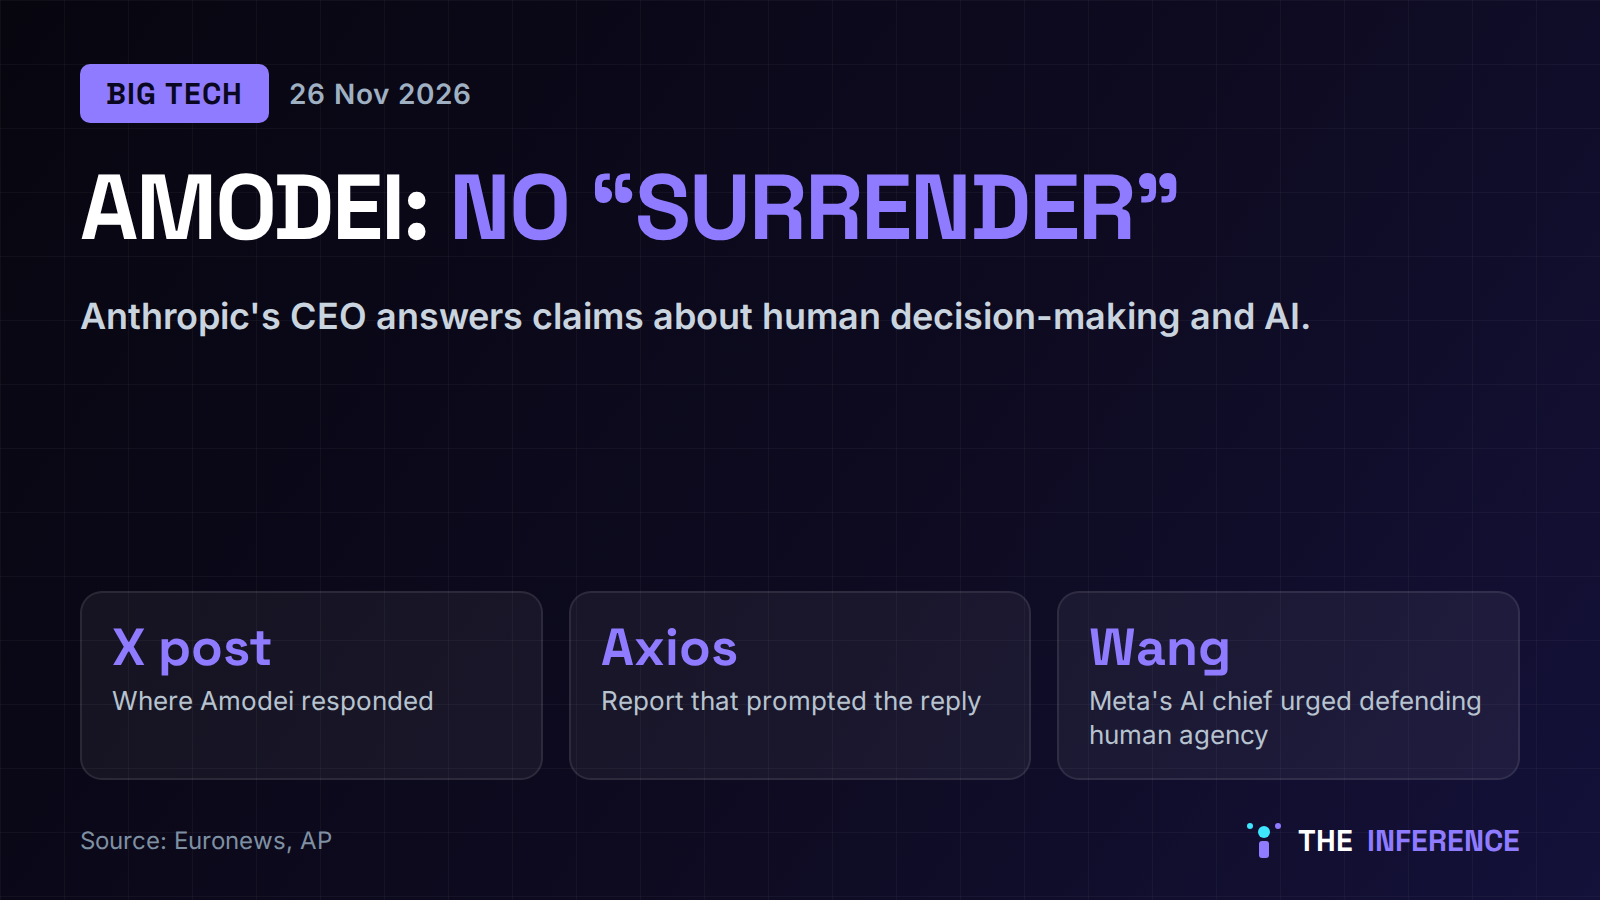 BIG TECH 26 Nov 2026
AMODEI: NO “SURRENDER”
Anthropic's CEO answers claims about human decision-making and AI.
X post
Where Amodei responded
Axios
Report that prompted the reply
Wang
Meta's AI chief urged defending
human agency
Source: Euronews, AP
THE INFERENCE